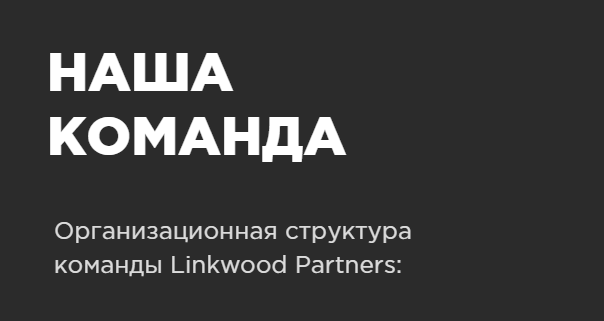 НАША
КОМАНДА
Организационная структура
команды Linkwood Partners: